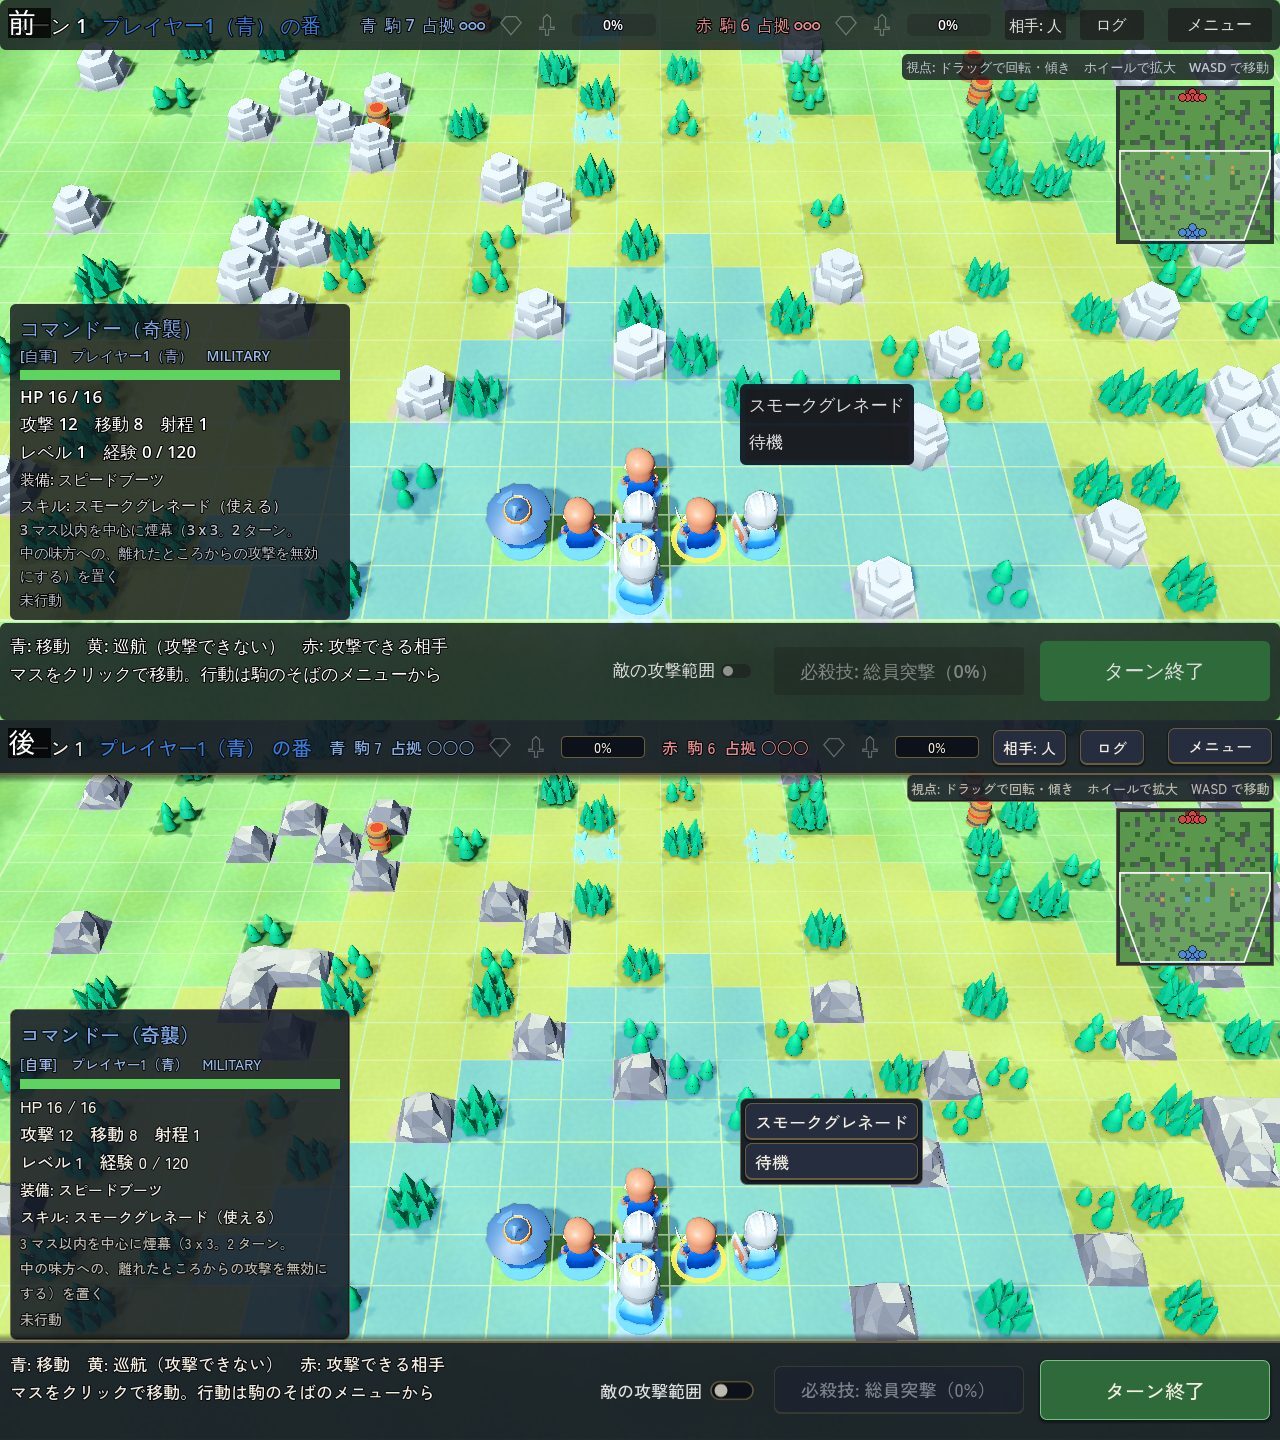 前
ン 1 プレイヤー1（青）の番 青 駒 7 占拠 ○○○ 0% 赤 駒 6 占拠 ○○○ 0% 相手: 人 ログ メニュー
視点: ドラッグで回転・傾き ホイールで拡大 WASD で移動
コマンドー（奇襲）
[自軍] プレイヤー1（青） MILITARY
HP 16 / 16
攻撃 12 移動 8 射程 1
レベル 1 経験 0 / 120
装備: スピードブーツ
スキル: スモークグレネード（使える）
3 マス以内を中心に煙幕（3 x 3。2 ターン。
中の味方への、離れたところからの攻撃を無効
にする）を置く
未行動
スモークグレネード
待機
青: 移動 黄: 巡航（攻撃できない） 赤: 攻撃できる相手
マスをクリックで移動。行動は駒のそばのメニューから
敵の攻撃範囲
必殺技: 総員突撃（0%）
ターン終了
後
ン 1 プレイヤー1（青） の番 青 駒 7 占拠 〇〇〇 0% 赤 駒 6 占拠 〇〇〇 0% 相手: 人 ログ メニュー
視点: ドラッグで回転・傾き ホイールで拡大 WASD で移動
コマンドー（奇襲）
[自軍] プレイヤー1（青） MILITARY
HP 16 / 16
攻撃 12 移動 8 射程 1
レベル 1 経験 0 / 120
装備: スピードブーツ
スキル: スモークグレネード（使える）
3 マス以内を中心に煙幕（3 x 3。2 ターン。
中の味方への、離れたところからの攻撃を無効に
する）を置く
未行動
スモークグレネード
待機
青: 移動 黄: 巡航（攻撃できない） 赤: 攻撃できる相手
マスをクリックで移動。行動は駒のそばのメニューから
敵の攻撃範囲
必殺技: 総員突撃（0%）
ターン終了